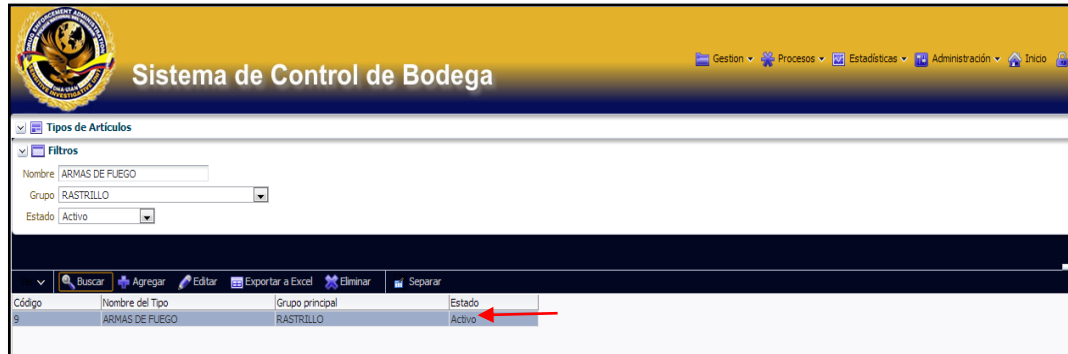 Sistema de Control de Bodega
Gestion Procesos Estadísticas Administración Inicio
Tipos de Artículos
Filtros
Nombre ARMAS DE FUEGO
Grupo RASTRILLO
Estado Activo
Buscar Agregar Editar Exportar a Excel Eliminar Separar
Código Nombre del Tipo Grupo principal Estado
9 ARMAS DE FUEGO RASTRILLO Activo